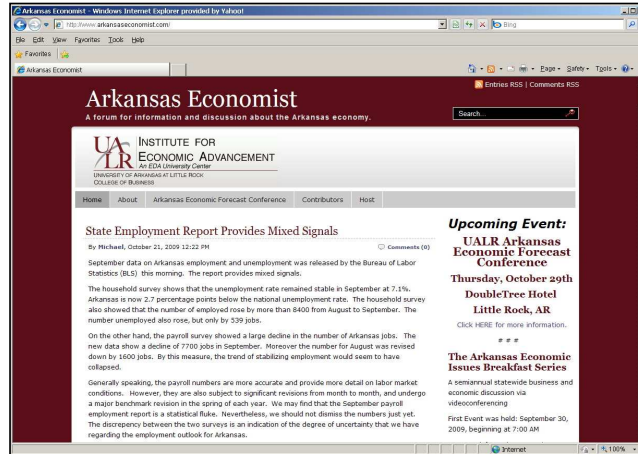 Arkansas Economist - Windows Internet Explorer provided by Yahoo!
http://www.arkansaseconomist.com/
Bing
File Edit View Favorites Tools Help
Favorites
Arkansas Economist
Page Safety Tools
Entries RSS | Comments RSS
Arkansas Economist
A forum for information and discussion about the Arkansas economy.
Search...
UALR
INSTITUTE FOR
ECONOMIC ADVANCEMENT
An EDA University Center
UNIVERSITY OF ARKANSAS AT LITTLE ROCK
COLLEGE OF BUSINESS
Home About Arkansas Economic Forecast Conference Contributors Host
State Employment Report Provides Mixed Signals
By Michael, October 21, 2009 12:22 PM Comments (0)
September data on Arkansas employment and unemployment was released by the Bureau of Labor
Statistics (BLS) this morning. The report provides mixed signals.
The household survey shows that the unemployment rate remained stable in September at 7.1%.
Arkansas is now 2.7 percentage points below the national unemployment rate. The household survey
also showed that the number of employed rose by more than 8400 from August to September. The
number unemployed also rose, but only by 539 jobs.
On the other hand, the payroll survey showed a large decline in the number of Arkansas jobs. The
new data show a decline of 7700 jobs in September. Moreover the number for August was revised
down by 1600 jobs. By this measure, the trend of stabilizing employment would seem to have
collapsed.
Generally speaking, the payroll numbers are more accurate and provide more detail on labor market
conditions. However, they are also subject to significant revisions from month to month, and undergo
a major benchmark revision in the spring of each year. We may find that the September payroll
employment report is a statistical fluke. Nevertheless, we should not dismiss the numbers just yet.
The discrepency between the two surveys is an indication of the degree of uncertainty that we have
regarding the employment outlook for Arkansas.
Upcoming Event:
UALR Arkansas
Economic Forecast
Conference
Thursday, October 29th
DoubleTree Hotel
Little Rock, AR
Click HERE for more information.
# # #
The Arkansas Economic
Issues Breakfast Series
A semiannual statewide business and
economic discussion via
videoconferencing
First Event was held: September 30,
2009, beginning at 7:00 AM
Internet
100%